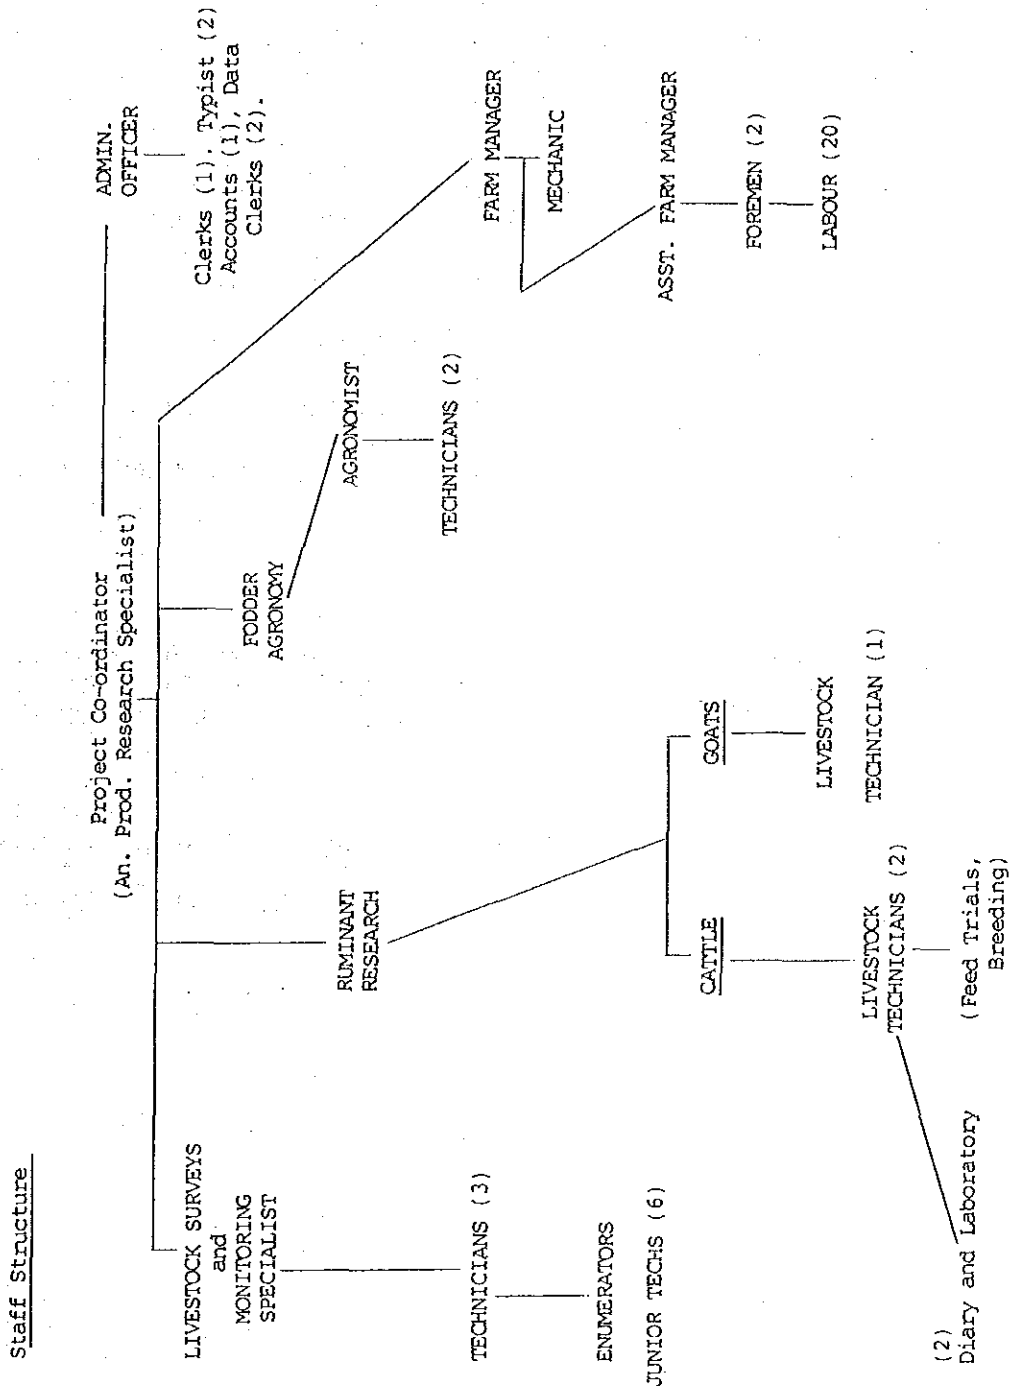 Staff Structure
Project Co-ordinator
(An. Prod. Research Specialist)
ADMIN.
OFFICER
Clerks (1). Typist (2)
Accounts (1), Data
Clerks (2).
LIVESTOCK SURVEYS
and
MONITORING
SPECIALIST
TECHNICIANS (3)
ENUMERATORS
JUNIOR TECHS (6)
RUMINANT
RESEARCH
CATTLE
LIVESTOCK
TECHNICIANS (2)
(Feed Trials,
Breeding)
(2)
Diary and Laboratory
GOATS
LIVESTOCK
TECHNICIAN (1)
FODDER
AGRONOMY
AGRONOMIST
TECHNICIANS (2)
FARM MANAGER
MECHANIC
ASST. FARM MANAGER
FOREMEN (2)
LABOUR (20)